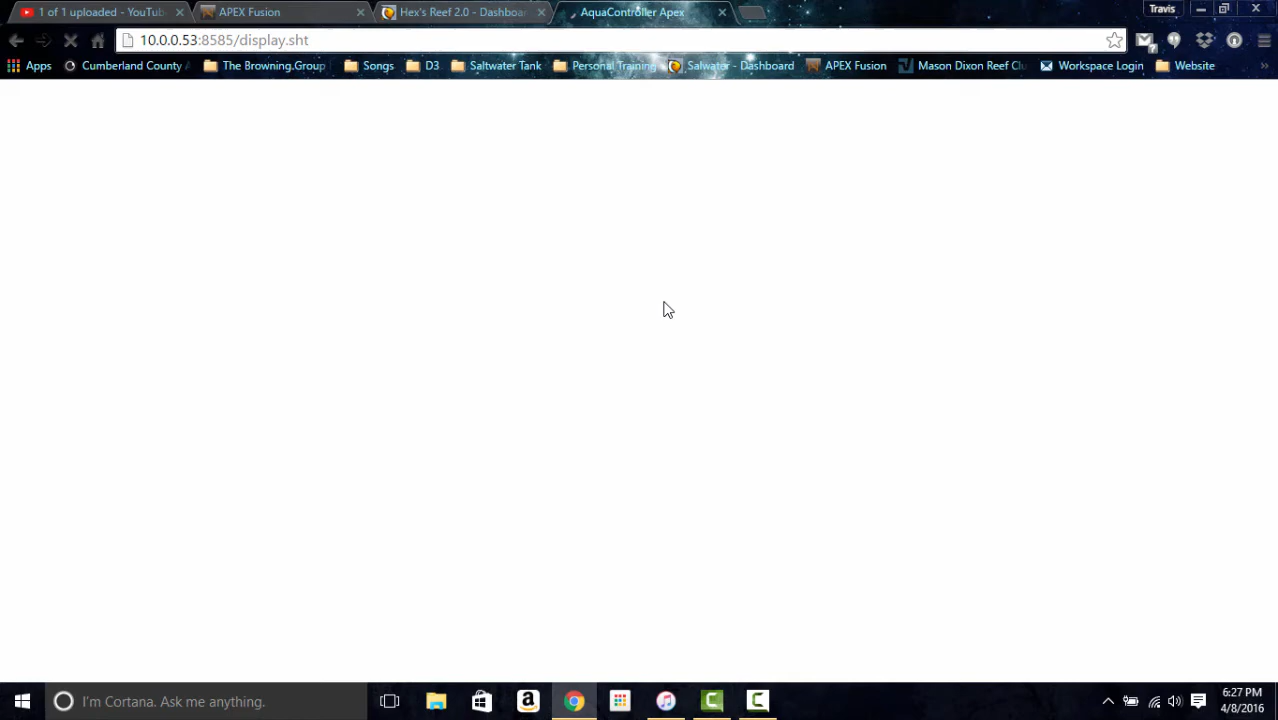 1 of 1 uploaded - YouTub
APEX Fusion
Hex's Reef 2.0 - Dashboar
AquaController Apex
Travis
10.0.0.53:8585/display.sht
Apps
Cumberland County
The Browning.Group
Songs
D3
Saltwater Tank
Personal Training
Salwater - Dashboard
APEX Fusion
Mason Dixon Reef Clu
Workspace Login
Website
I'm Cortana. Ask me anything.
6:27 PM
4/8/2016